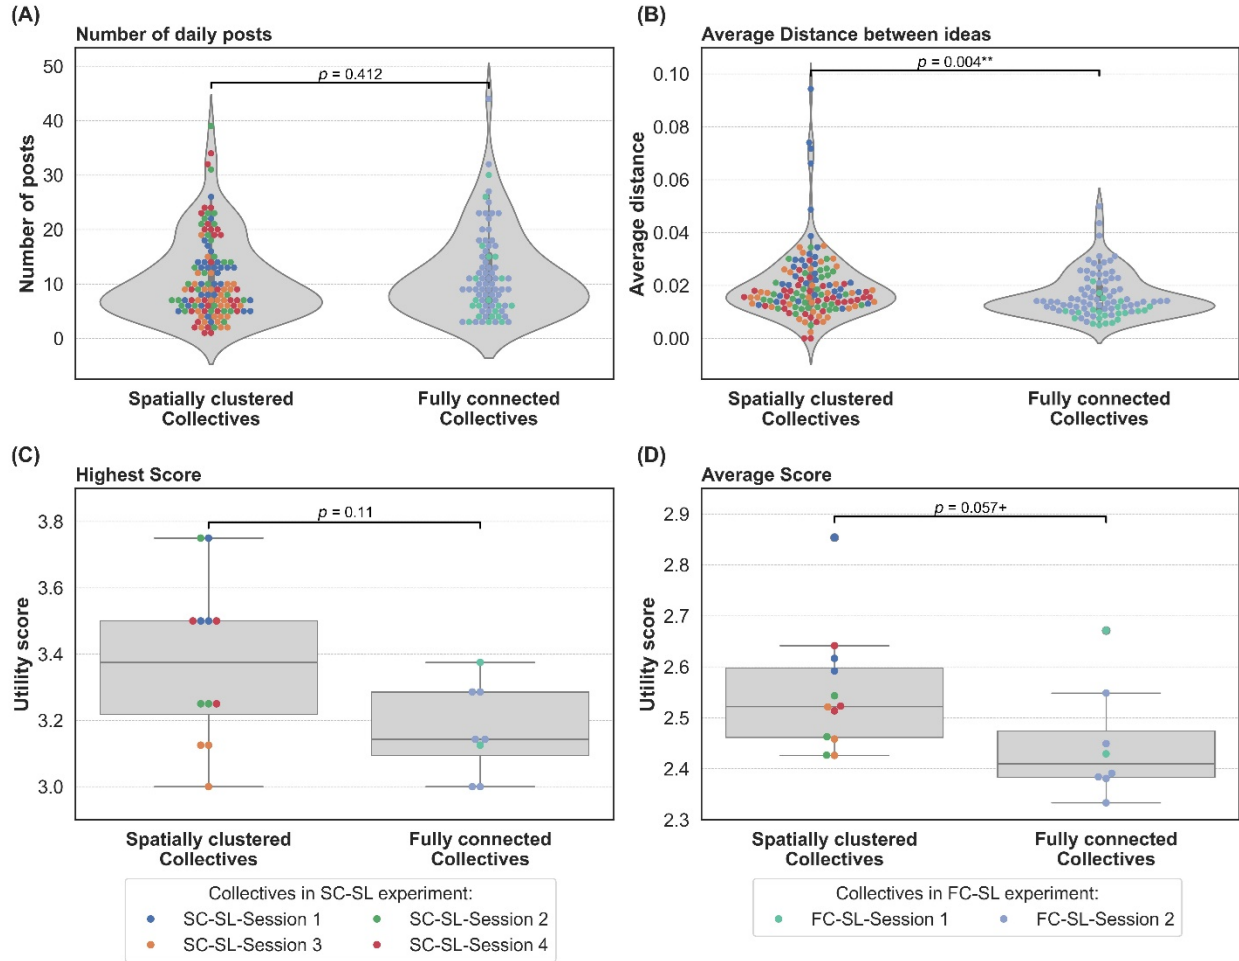 (A)
Number of daily posts
50
40
30
20
10
0
Number of posts
p = 0.412
Spatially clustered
Collectives
Fully connected
Collectives
(B)
Average Distance between ideas
0.10
0.08
0.06
0.04
0.02
0.00
Average distance
p = 0.004**
Spatially clustered
Collectives
Fully connected
Collectives
(C)
Highest Score
3.8
3.6
3.4
3.2
3.0
Utility score
p = 0.11
Spatially clustered
Collectives
Fully connected
Collectives
(D)
Average Score
2.9
2.8
2.7
2.6
2.5
2.4
2.3
Utility score
p = 0.057+
Spatially clustered
Collectives
Fully connected
Collectives
Collectives in SC-SL experiment:
SC-SL-Session 1
SC-SL-Session 2
SC-SL-Session 3
SC-SL-Session 4
Collectives in FC-SL experiment:
FC-SL-Session 1
FC-SL-Session 2